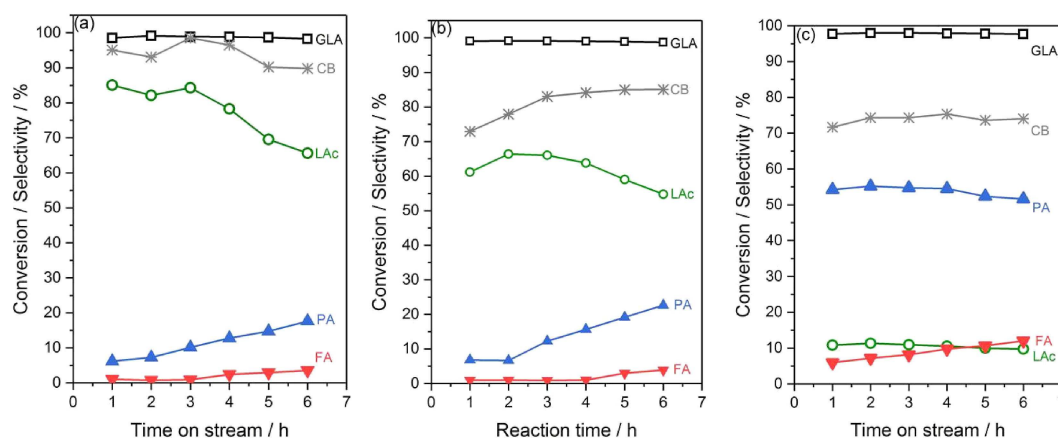 (a)
Conversion / Selectivity / %
100
90
80
70
60
50
40
30
20
10
0
GLA
CB
LAc
PA
FA
0 1 2 3 4 5 6 7
Time on stream / h
(b)
Conversion / Slectivity / %
100
90
80
70
60
50
40
30
20
10
0
GLA
CB
LAc
PA
FA
0 1 2 3 4 5 6 7
Reaction time / h
(c)
Conversion / Selectivity / %
100
90
80
70
60
50
40
30
20
10
0
GLA
CB
PA
FA
LAc
0 1 2 3 4 5 6 7
Time on stream / h